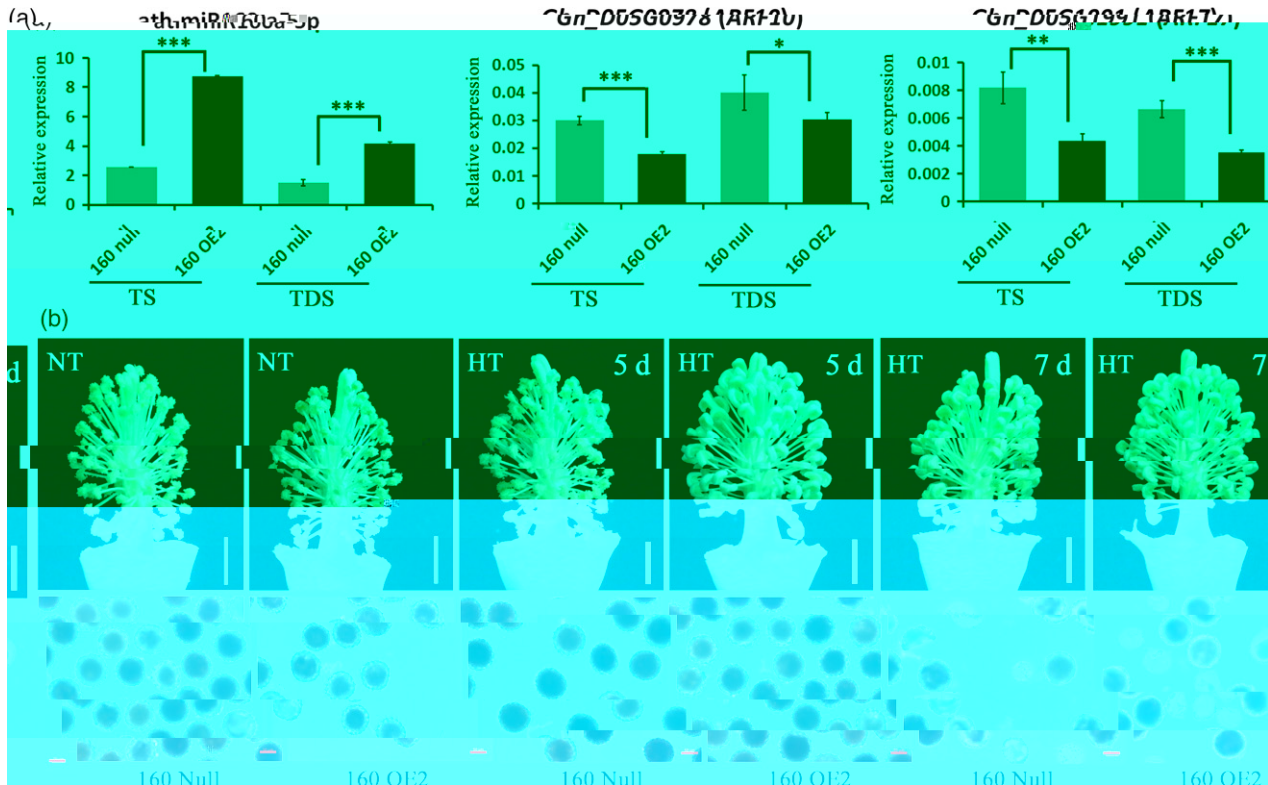 Relative expression 10 8 6 4 2 0 *** ***
Relative expression 0.05 0.04 0.03 0.02 0.01 0 *** *
Relative expression 0.01 0.008 0.006 0.004 0.002 0 ** ***
160 null 160 OE2 160 null 160 OE2 160 null 160 OE2 160 null 160 OE2 160 null 160 OE2 160 null 160 OE2
TS TDS TS TDS TS TDS
(b)
d NT NT HT 5 d HT 5 d HT 7 d HT 7
160 Null 160 OE2 160 Null 160 OE2 160 Null 160 OE2